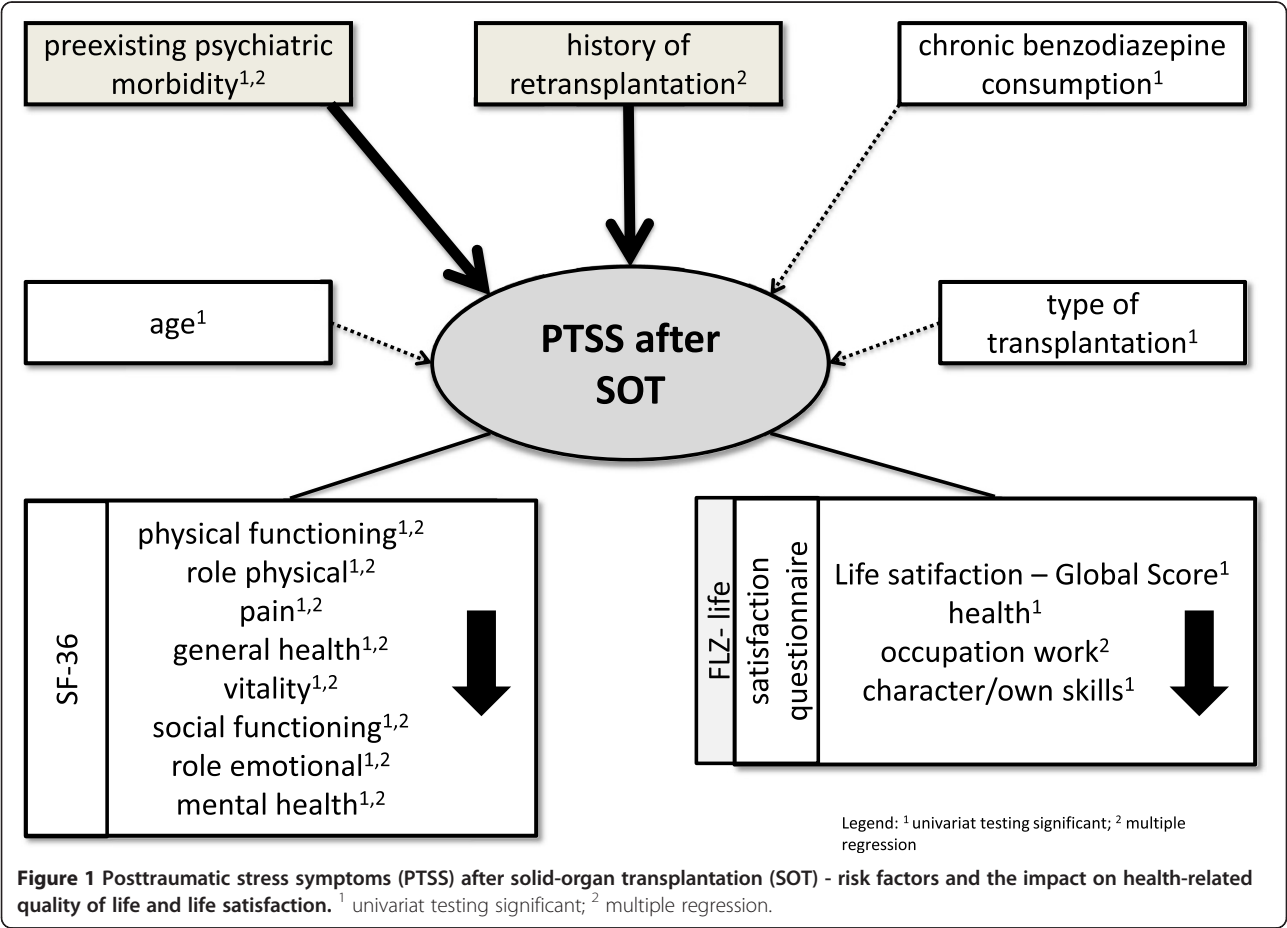 preexisting psychiatric
morbidity¹,²
history of
retransplantation²
chronic benzodiazepine
consumption¹
age¹
type of
transplantation¹
PTSS after
SOT
SF-36
physical functioning¹,²
role physical¹,²
pain¹,²
general health¹,²
vitality¹,²
social functioning¹,²
role emotional¹,²
mental health¹,²
FLZ- life
satisfaction
questionnaire
Life satifaction – Global Score¹
health¹
occupation work²
character/own skills¹
Legend: ¹ univariat testing significant; ² multiple
regression
Figure 1 Posttraumatic stress symptoms (PTSS) after solid-organ transplantation (SOT) - risk factors and the impact on health-related
quality of life and life satisfaction. ¹ univariat testing significant; ² multiple regression.